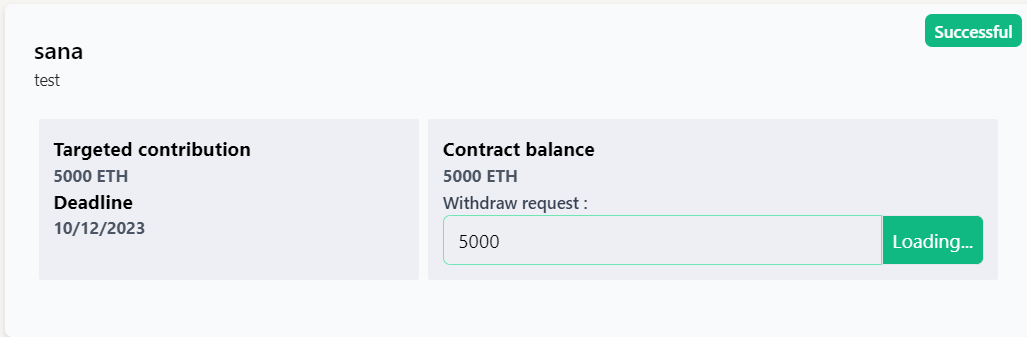 Successful
sana
test
Targeted contribution
5000 ETH
Deadline
10/12/2023
Contract balance
5000 ETH
Withdraw request :
5000
Loading...